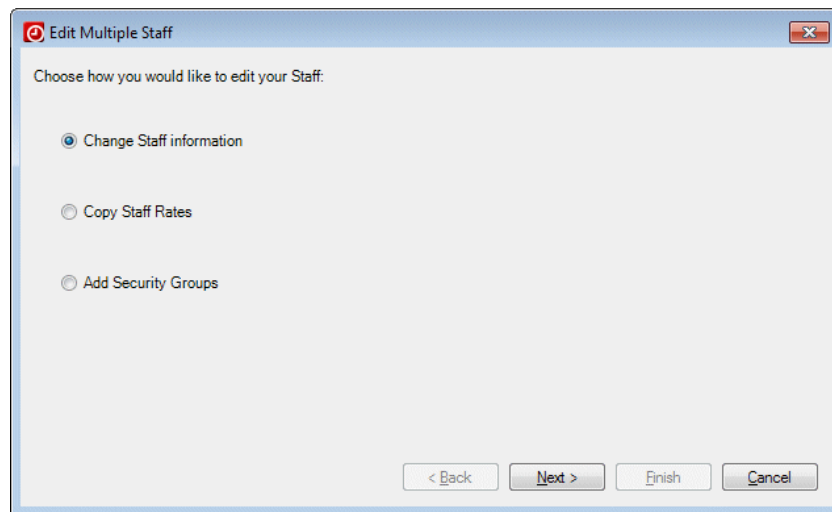 Edit Multiple Staff
Choose how you would like to edit your Staff:
Change Staff information
Copy Staff Rates
Add Security Groups
< Back Next > Finish Cancel